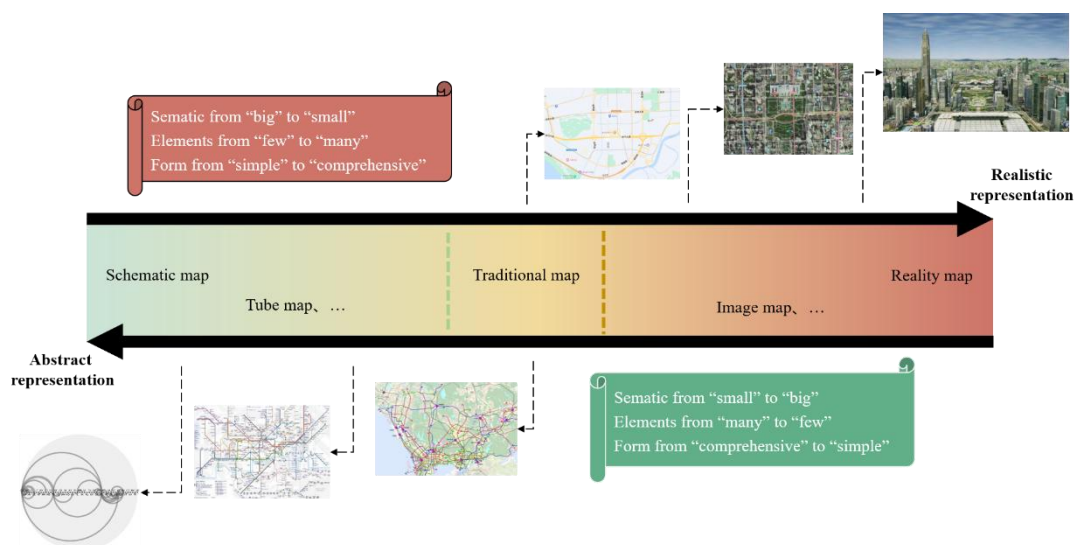 Sematic from “big” to “small”
Elements from “few” to “many”
Form from “simple” to “comprehensive”
Realistic
representation
Schematic map
Traditional map
Reality map
Tube map、…
Image map、…
Abstract
representation
Sematic from “small” to “big”
Elements from “many” to “few”
Form from “comprehensive” to “simple”